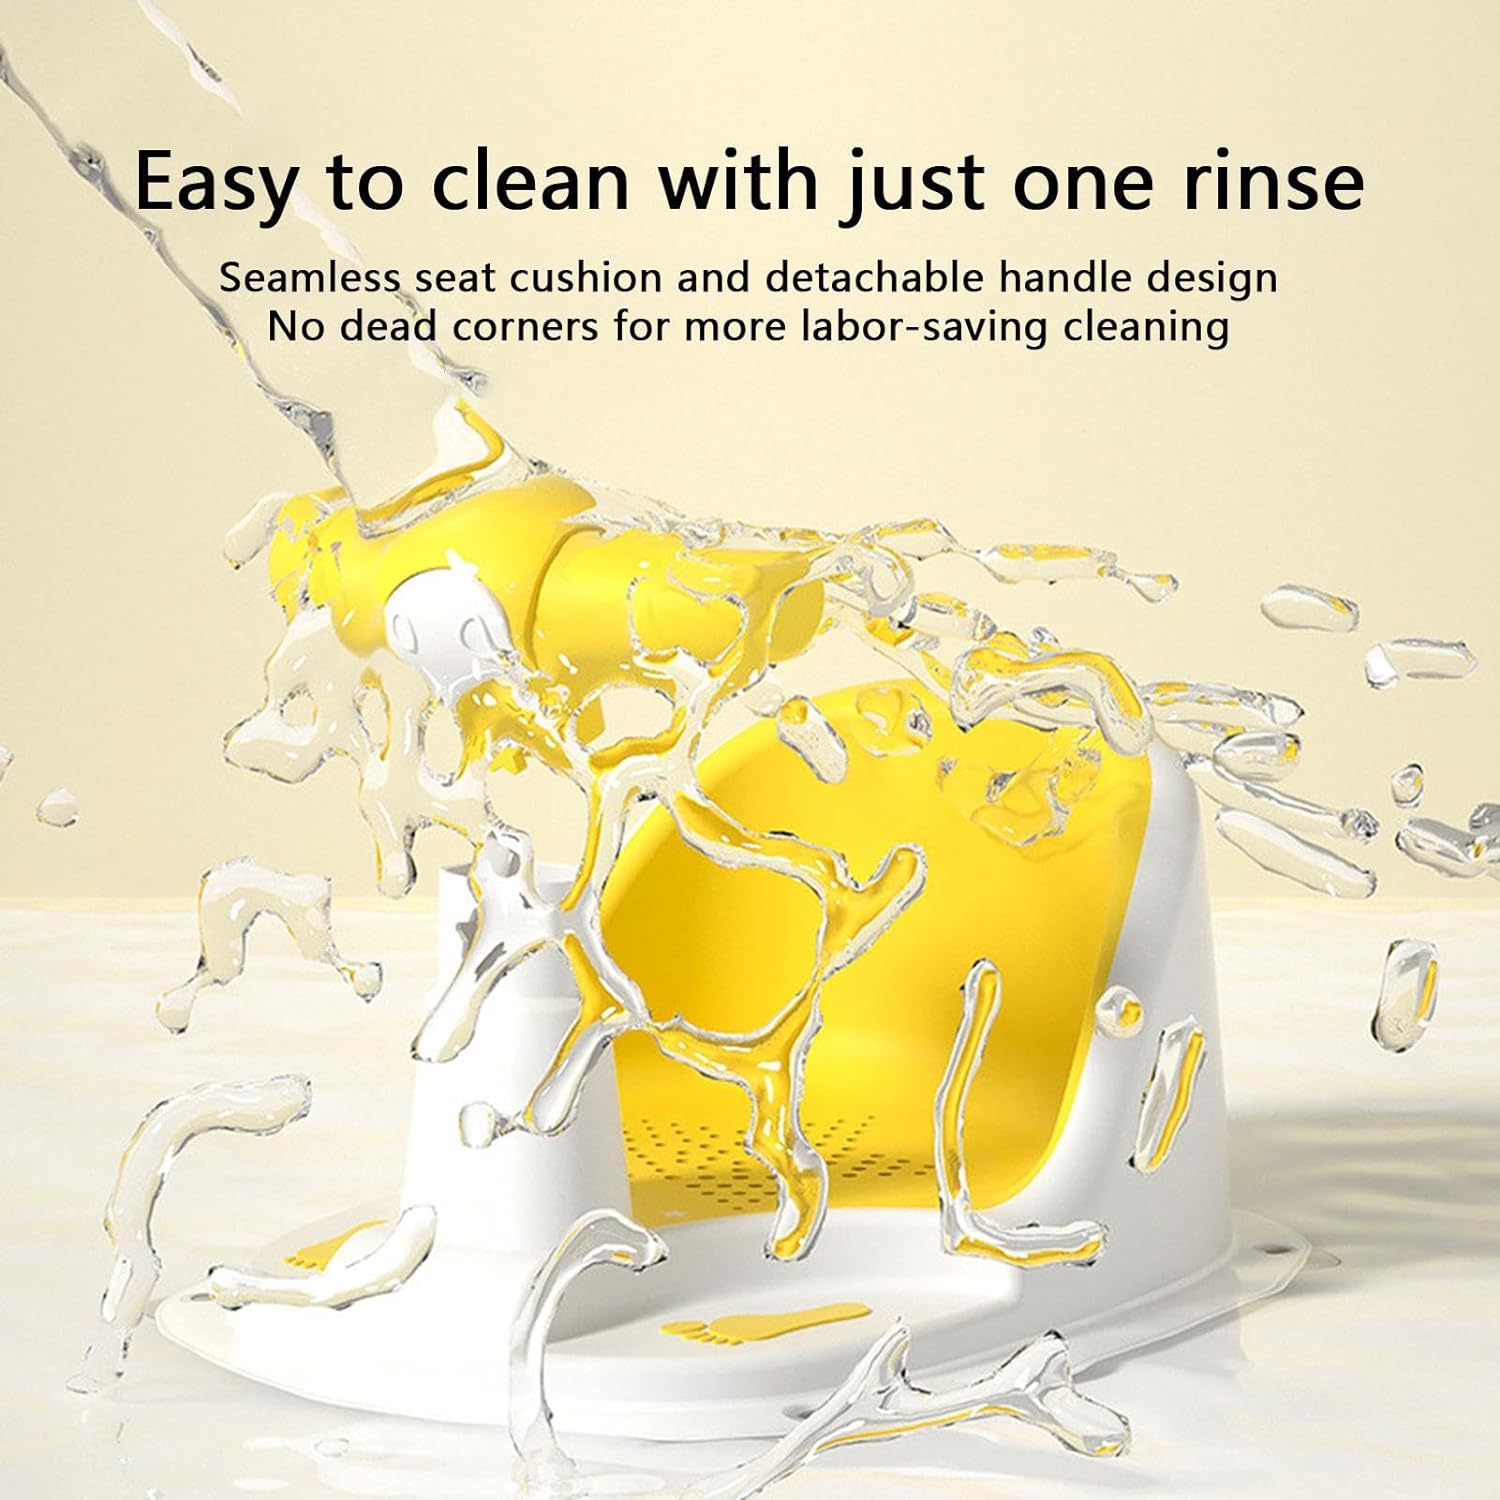 Easy to clean with just one rinse
Seamless seat cushion and detachable handle design
No dead corners for more labor-saving cleaning